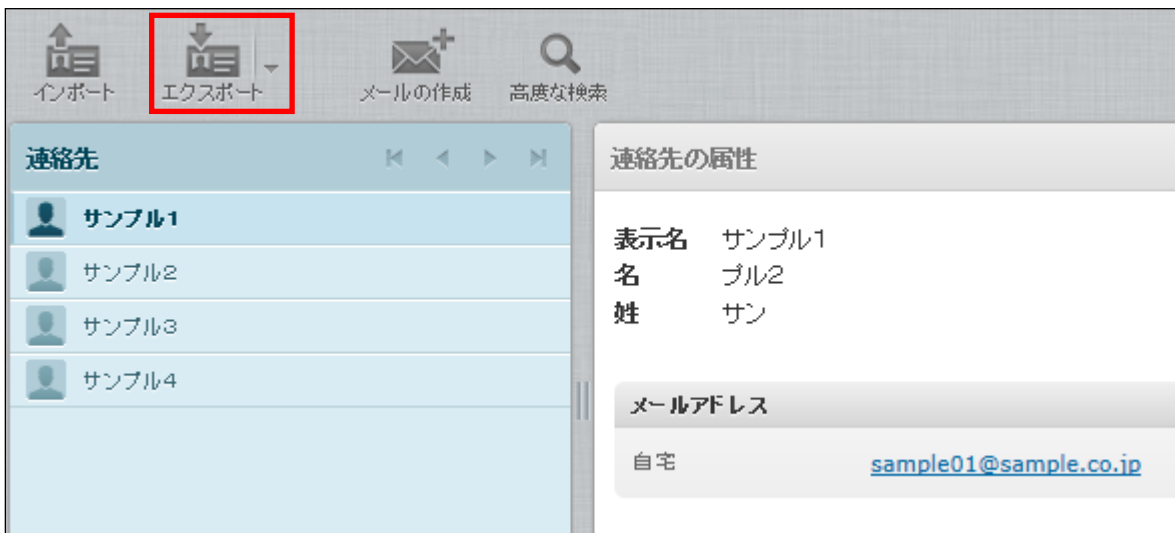 インポート
エクスポート
メールの作成
高度な検索
連絡先
サンプル1
サンプル2
サンプル3
サンプル4
連絡先の属性
表示名 サンプル1
名 プル2
姓 サン
メールアドレス
自宅 sample01@sample.co.jp